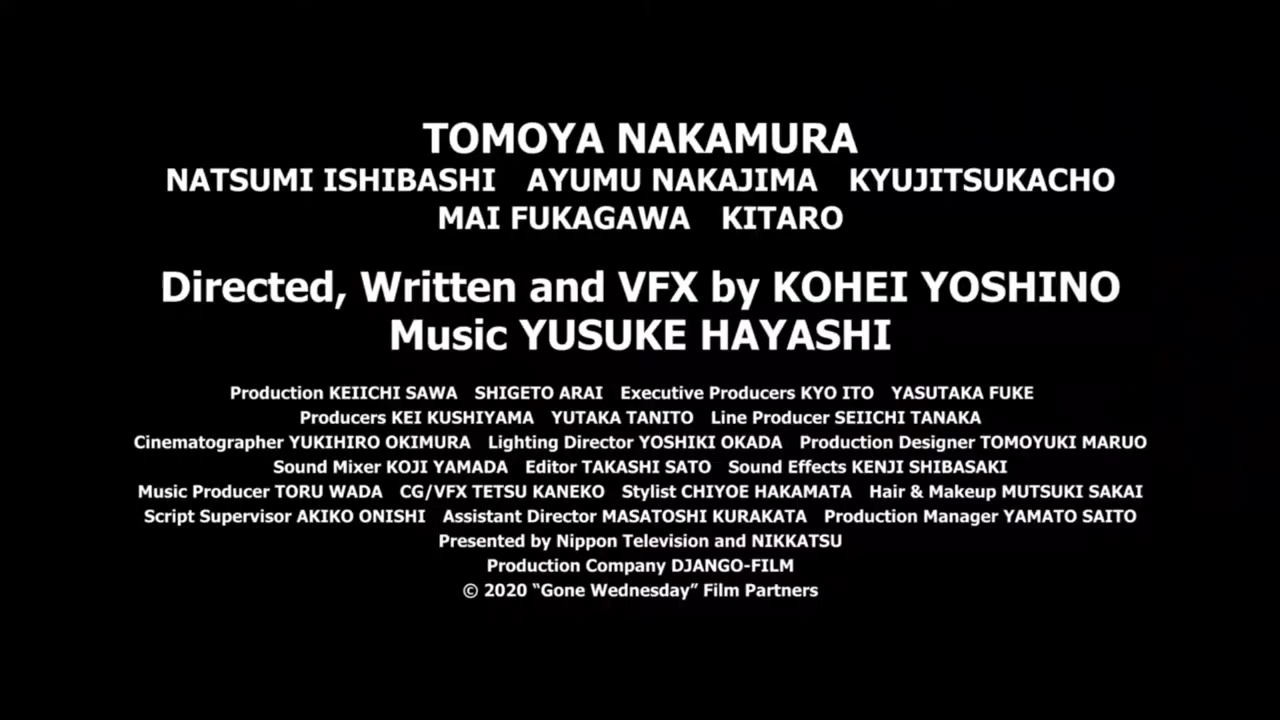 TOMOYA NAKAMURA
NATSUMI ISHIBASHI AYUMU NAKAJIMA KYUJITSUKACHO
MAI FUKAGAWA KITARO
Directed, Written and VFX by KOHEI YOSHINO
Music YUSUKE HAYASHI
Production KEIICHI SAWA SHIGETO ARAI Executive Producers KYO ITO YASUTAKA FUKE
Producers KEI KUSHIYAMA YUTAKA TANITO Line Producer SEIICHI TANAKA
Cinematographer YUKIHIRO OKIMURA Lighting Director YOSHIKI OKADA Production Designer TOMOYUKI MARUO
Sound Mixer KOJI YAMADA Editor TAKASHI SATO Sound Effects KENJI SHIBASAKI
Music Producer TORU WADA CG/VFX TETSU KANEKO Stylist CHIYOE HAKAMATA Hair & Makeup MUTSUKI SAKAI
Script Supervisor AKIKO ONISHI Assistant Director MASATOSHI KURAKATA Production Manager YAMATO SAITO
Presented by Nippon Television and NIKKATSU
Production Company DJANGO-FILM
© 2020 “Gone Wednesday” Film Partners